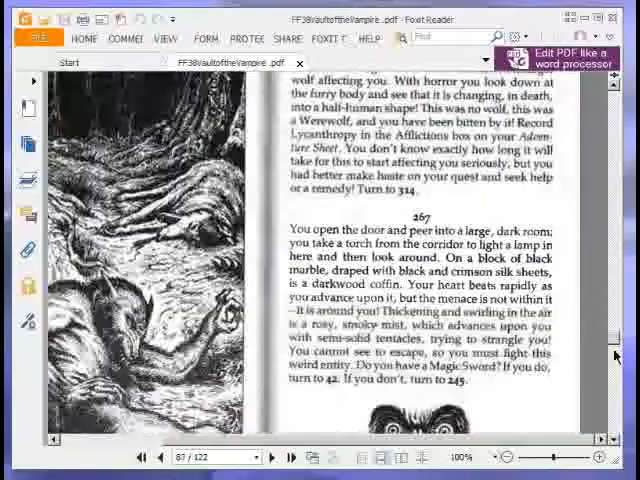 FF38VaultoftheVampire_.pdf - Foxit Reader
FILE
HOME
COMMEI
VIEW
FORM
PROTEC
SHARE
FOXIT C
HELP
Find
Start
FF38VaultoftheVampire_.pdf
Edit PDF like a
word processor
wolf affecting you. With horror you look down at
the furry body and see that it is changing, in death,
into a half-human shape! This was no wolf, this was
a Werewolf, and you have been bitten by it! Record
Lycanthropy in the Afflictions box on your Adven-
ture Sheet. You don't know exactly how long it will
take for this to start affecting you seriously, but you
had better make haste on your quest and seek help
or a remedy! Turn to 314.
267
You open the door and peer into a large, dark room;
you take a torch from the corridor to light a lamp in
here and then look around. On a block of black
marble, draped with black and crimson silk sheets,
is a darkwood coffin. Your heart beats rapidly as
you advance upon it, but the menace is not within it
– it is around you! Thickening and swirling in the air
is a rosy, smoky mist, which advances upon you
with semi-solid tentacles, trying to strangle you!
You cannot see to escape, so you must fight this
weird entity. Do you have a Magic Sword? If you do,
turn to 42. If you don't, turn to 245.
87 / 122
100%